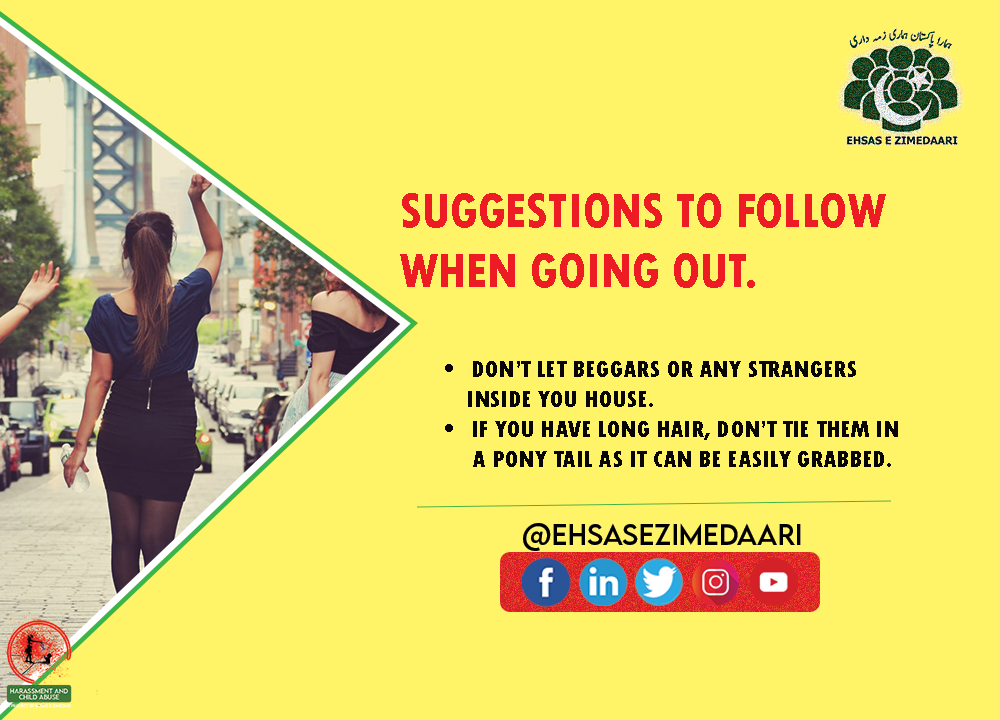 ہمارا پاکستان ہماری زمہ داری
EHSAS E ZIMEDAARI
SUGGESTIONS TO FOLLOW
WHEN GOING OUT.
• DON'T LET BEGGARS OR ANY STRANGERS
INSIDE YOU HOUSE.
• IF YOU HAVE LONG HAIR, DON'T TIE THEM IN
A PONY TAIL AS IT CAN BE EASILY GRABBED.
@EHSASEZIMEDAARI
f in
HARASSMENT AND
CHILD ABUSE